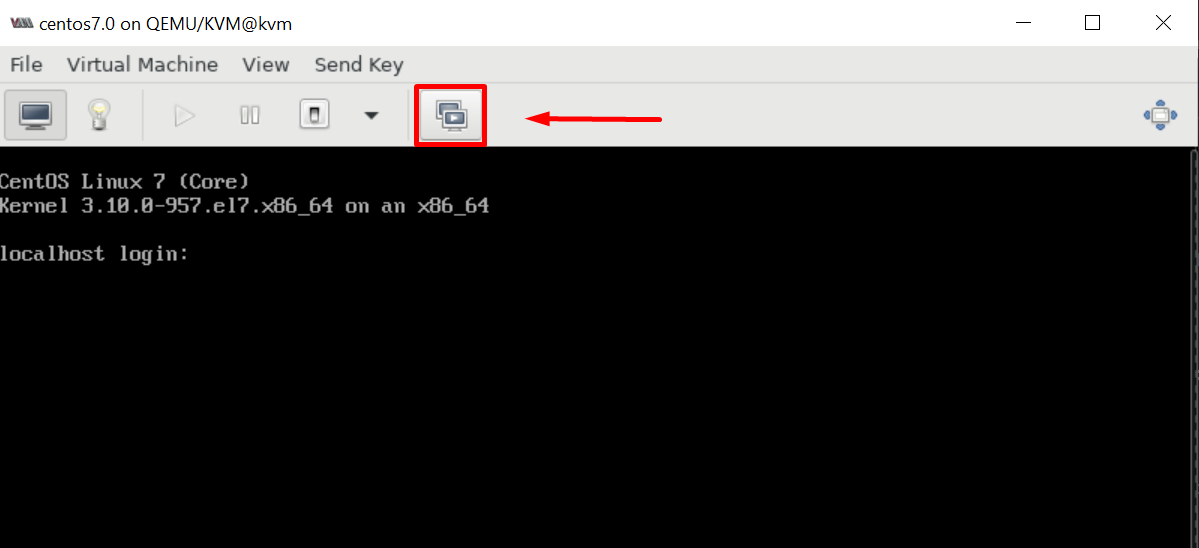 centos7.0 on QEMU/KVM@kvm
File Virtual Machine View Send Key
CentOS Linux 7 (Core)
Kernel 3.10.0-957.el7.x86_64 on an x86_64
localhost login: